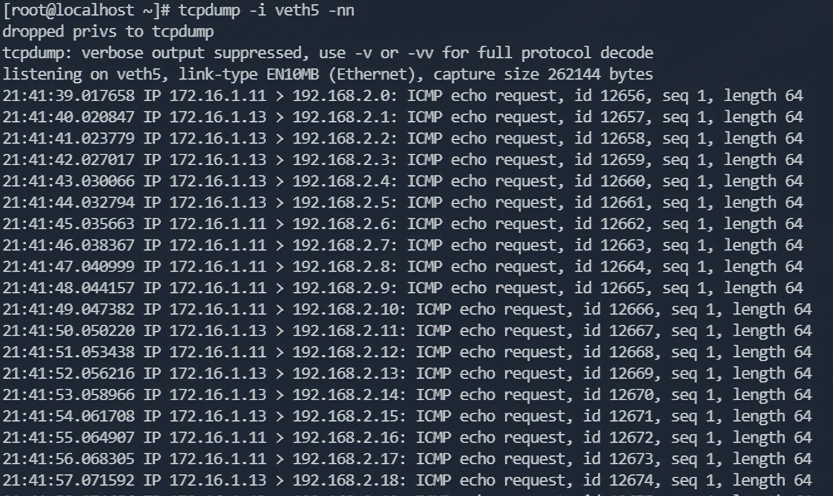 [root@localhost ~]# tcpdump -i veth5 -nn
dropped privs to tcpdump
tcpdump: verbose output suppressed, use -v or -vv for full protocol decode
listening on veth5, link-type EN10MB (Ethernet), capture size 262144 bytes
21:41:39.017658 IP 172.16.1.11 > 192.168.2.0: ICMP echo request, id 12656, seq 1, length 64
21:41:40.020847 IP 172.16.1.13 > 192.168.2.1: ICMP echo request, id 12657, seq 1, length 64
21:41:41.023779 IP 172.16.1.13 > 192.168.2.2: ICMP echo request, id 12658, seq 1, length 64
21:41:42.027017 IP 172.16.1.13 > 192.168.2.3: ICMP echo request, id 12659, seq 1, length 64
21:41:43.030066 IP 172.16.1.13 > 192.168.2.4: ICMP echo request, id 12660, seq 1, length 64
21:41:44.032794 IP 172.16.1.13 > 192.168.2.5: ICMP echo request, id 12661, seq 1, length 64
21:41:45.035663 IP 172.16.1.11 > 192.168.2.6: ICMP echo request, id 12662, seq 1, length 64
21:41:46.038367 IP 172.16.1.11 > 192.168.2.7: ICMP echo request, id 12663, seq 1, length 64
21:41:47.040999 IP 172.16.1.11 > 192.168.2.8: ICMP echo request, id 12664, seq 1, length 64
21:41:48.044157 IP 172.16.1.11 > 192.168.2.9: ICMP echo request, id 12665, seq 1, length 64
21:41:49.047382 IP 172.16.1.11 > 192.168.2.10: ICMP echo request, id 12666, seq 1, length 64
21:41:50.050220 IP 172.16.1.13 > 192.168.2.11: ICMP echo request, id 12667, seq 1, length 64
21:41:51.053438 IP 172.16.1.11 > 192.168.2.12: ICMP echo request, id 12668, seq 1, length 64
21:41:52.056216 IP 172.16.1.13 > 192.168.2.13: ICMP echo request, id 12669, seq 1, length 64
21:41:53.058966 IP 172.16.1.13 > 192.168.2.14: ICMP echo request, id 12670, seq 1, length 64
21:41:54.061708 IP 172.16.1.13 > 192.168.2.15: ICMP echo request, id 12671, seq 1, length 64
21:41:55.064907 IP 172.16.1.11 > 192.168.2.16: ICMP echo request, id 12672, seq 1, length 64
21:41:56.068305 IP 172.16.1.11 > 192.168.2.17: ICMP echo request, id 12673, seq 1, length 64
21:41:57.071592 IP 172.16.1.13 > 192.168.2.18: ICMP echo request, id 12674, seq 1, length 64